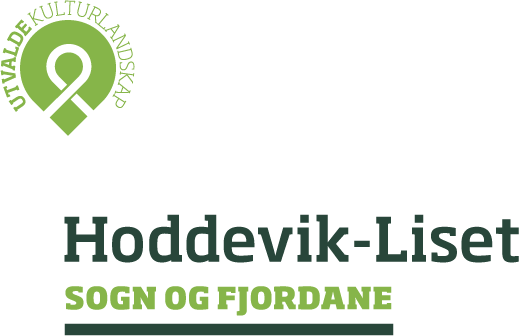 UTVALDE KULTURLANDSKAP
Hoddevik-Liset
SOGN OG FJORDANE